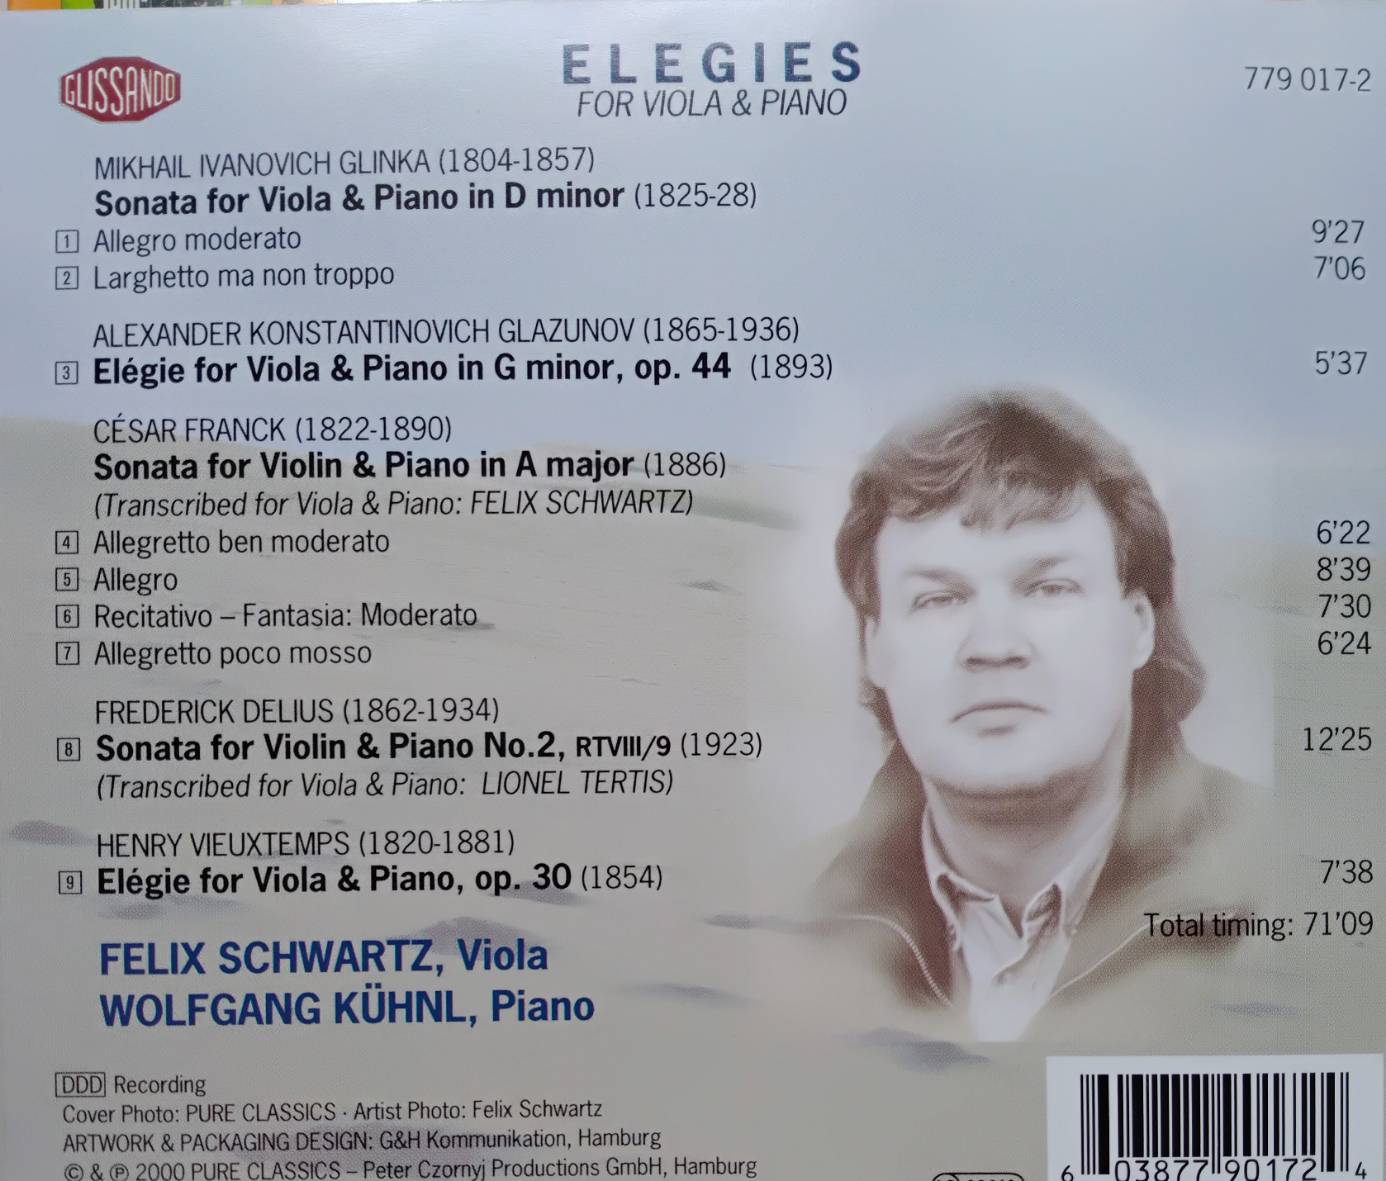 GLISSANDO
ELEGIES
FOR VIOLA & PIANO
779 017-2
MIKHAIL IVANOVICH GLINKA (1804-1857)
Sonata for Viola & Piano in D minor (1825-28)
1 Allegro moderato 9'27
2 Larghetto ma non troppo 7'06
ALEXANDER KONSTANTINOVICH GLAZUNOV (1865-1936)
3 Elégie for Viola & Piano in G minor, op. 44 (1893) 5'37
CÉSAR FRANCK (1822-1890)
Sonata for Violin & Piano in A major (1886)
(Transcribed for Viola & Piano: FELIX SCHWARTZ)
4 Allegretto ben moderato 6'22
5 Allegro 8'39
6 Recitativo – Fantasia: Moderato 7'30
7 Allegretto poco mosso 6'24
FREDERICK DELIUS (1862-1934)
8 Sonata for Violin & Piano No.2, RTVIII/9 (1923) 12'25
(Transcribed for Viola & Piano: LIONEL TERTIS)
HENRY VIEUXTEMPS (1820-1881)
9 Elégie for Viola & Piano, op. 30 (1854) 7'38
Total timing: 71'09
FELIX SCHWARTZ, Viola
WOLFGANG KÜHNL, Piano
DDD Recording
Cover Photo: PURE CLASSICS · Artist Photo: Felix Schwartz
ARTWORK & PACKAGING DESIGN: G&H Kommunikation, Hamburg
© & ℗ 2000 PURE CLASSICS – Peter Czornyj Productions GmbH, Hamburg
6 03877 90172 4